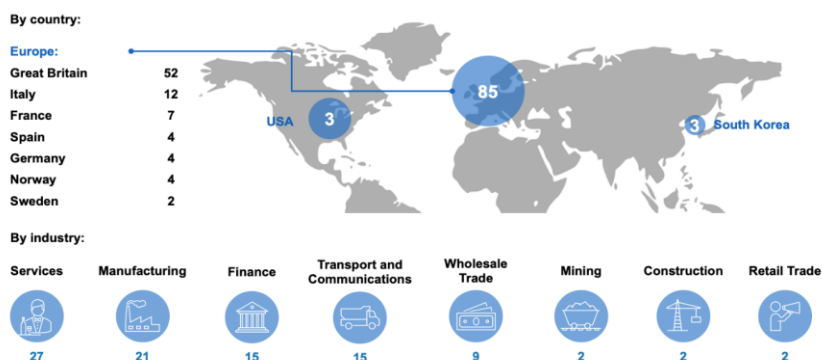 By country:
Europe:
Great Britain 52
Italy 12
France 7
Spain 4
Germany 4
Norway 4
Sweden 2
85
USA
3
3
South Korea
By industry:
Services
27
Manufacturing
21
Finance
15
Transport and
Communications
15
Wholesale
Trade
9
Mining
2
Construction
2
Retail Trade
2